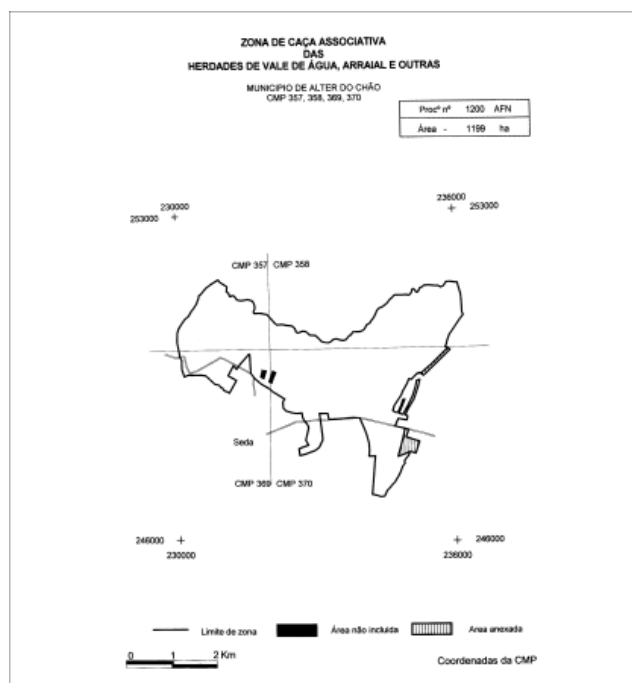 ZONA DE CAÇA ASSOCIATIVA
DAS
HERDADES DE VALE DE ÁGUA, ARRAIAL E OUTRAS
MUNICIPIO DE ALTER DO CHÃO
CMP 357, 358, 369, 370
Procº nº 1200 AFN
Área - 1199 ha
230000
253000
236000
253000
CMP 357 CMP 358
Seda
CMP 369 CMP 370
246000
230000
246000
236000
Limite de zona
Área não incluida
Area anexada
0 1 2 Km
Coordenadas da CMP